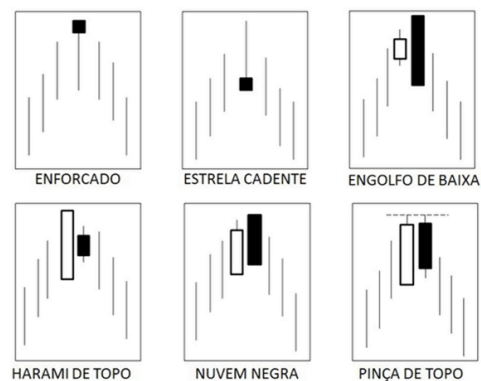 ENFORCADO
ESTRELA CADENTE
ENGOLFO DE BAIXA
HARAMI DE TOPO
NUVEM NEGRA
PINÇA DE TOPO